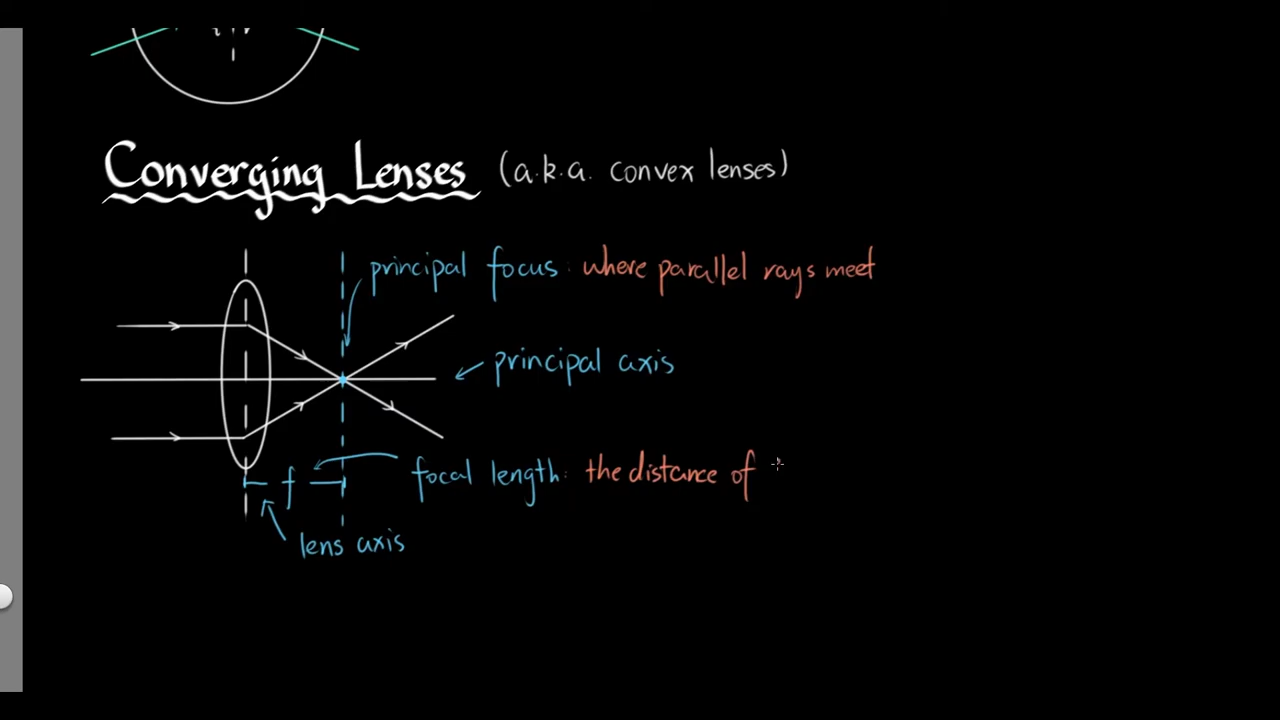 Converging Lenses (a.k.a. convex lenses)
principal focus: where parallel rays meet
principal axis
f
focal length: the distance of
lens axis